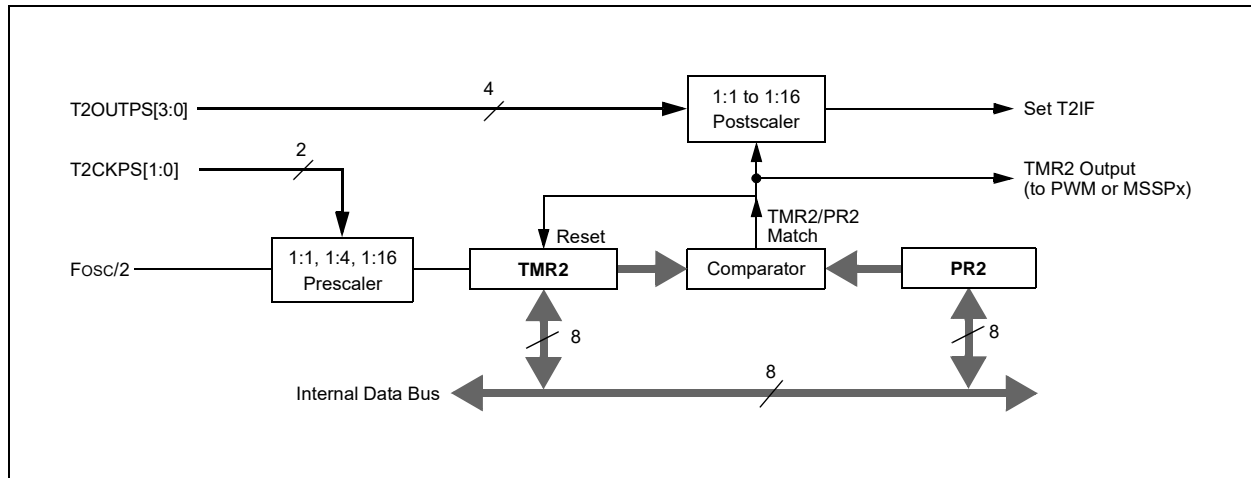 T2OUTPS[3:0]
4
1:1 to 1:16
Postscaler
Set T2IF
T2CKPS[1:0]
2
TMR2 Output
(to PWM or MSSPx)
Reset
TMR2/PR2
Match
Fosc/2
1:1, 1:4, 1:16
Prescaler
TMR2
Comparator
PR2
8
8
Internal Data Bus
8